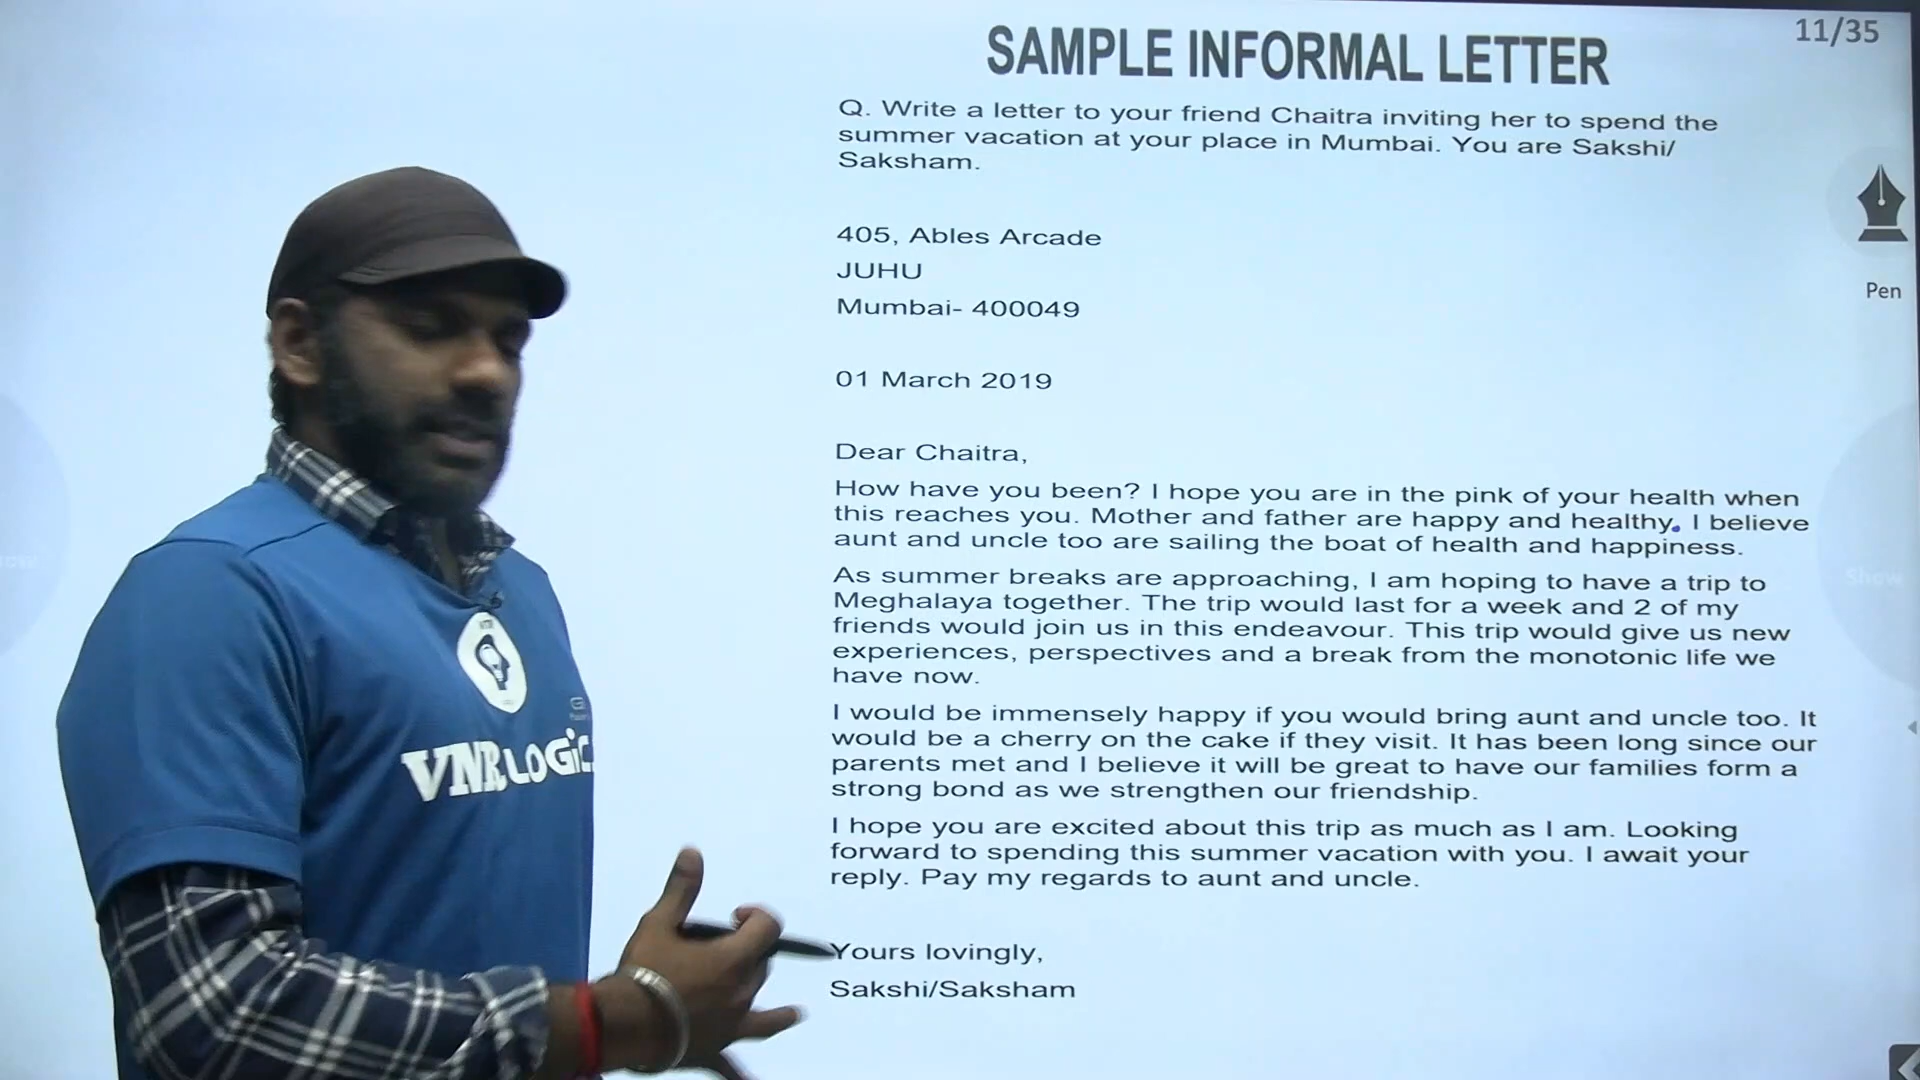 11/35
SAMPLE INFORMAL LETTER
Q. Write a letter to your friend Chaitra inviting her to spend the
summer vacation at your place in Mumbai. You are Sakshi/
Saksham.
405, Ables Arcade
JUHU
Mumbai- 400049
Pen
01 March 2019
Dear Chaitra,
How have you been? I hope you are in the pink of your health when
this reaches you. Mother and father are happy and healthy. I believe
aunt and uncle too are sailing the boat of health and happiness.
As summer breaks are approaching, I am hoping to have a trip to
Meghalaya together. The trip would last for a week and 2 of my
friends would join us in this endeavour. This trip would give us new
experiences, perspectives and a break from the monotonic life we
have now.
Show
I would be immensely happy if you would bring aunt and uncle too. It
would be a cherry on the cake if they visit. It has been long since our
parents met and I believe it will be great to have our families form a
strong bond as we strengthen our friendship.
I hope you are excited about this trip as much as I am. Looking
forward to spending this summer vacation with you. I await your
reply. Pay my regards to aunt and uncle.
Yours lovingly,
Sakshi/Saksham
VNR LOGIC